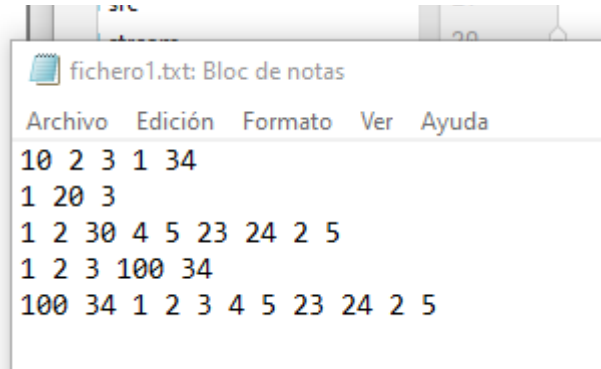 src
stream
20
fichero1.txt: Bloc de notas
Archivo Edición Formato Ver Ayuda
10 2 3 1 34
1 20 3
1 2 30 4 5 23 24 2 5
1 2 3 100 34
100 34 1 2 3 4 5 23 24 2 5